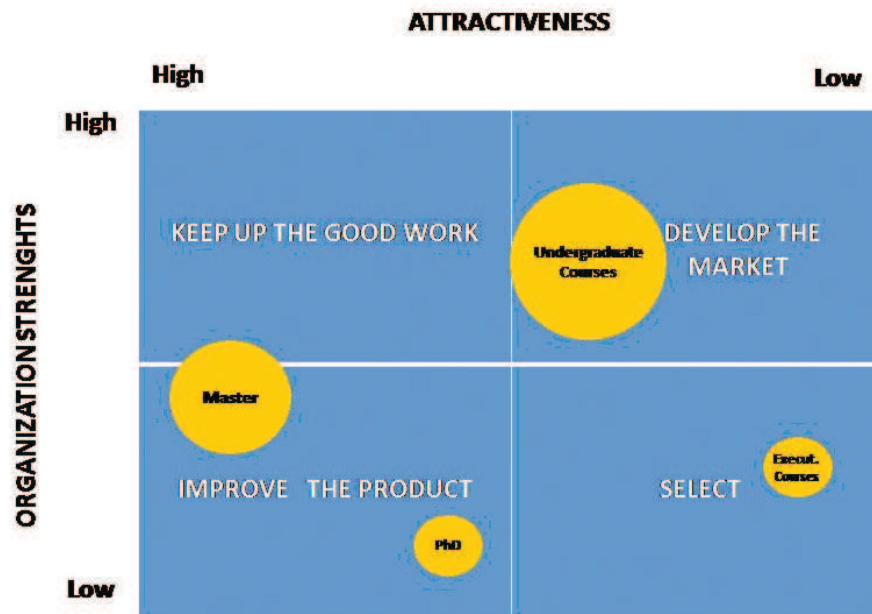 ATTRACTIVENESS
High
Low
High
ORGANIZATION STRENGHTS
KEEP UP THE GOOD WORK
Undergraduate
Courses
DEVELOP THE
MARKET
Master
IMPROVE THE PRODUCT
SELECT
Execut.
Courses
PhD
Low